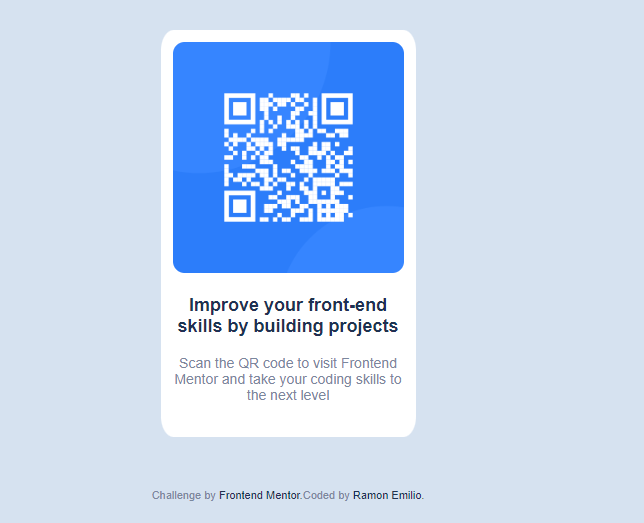 Improve your front-end
skills by building projects
Scan the QR code to visit Frontend
Mentor and take your coding skills to
the next level
Challenge by Frontend Mentor.Coded by Ramon Emilio.